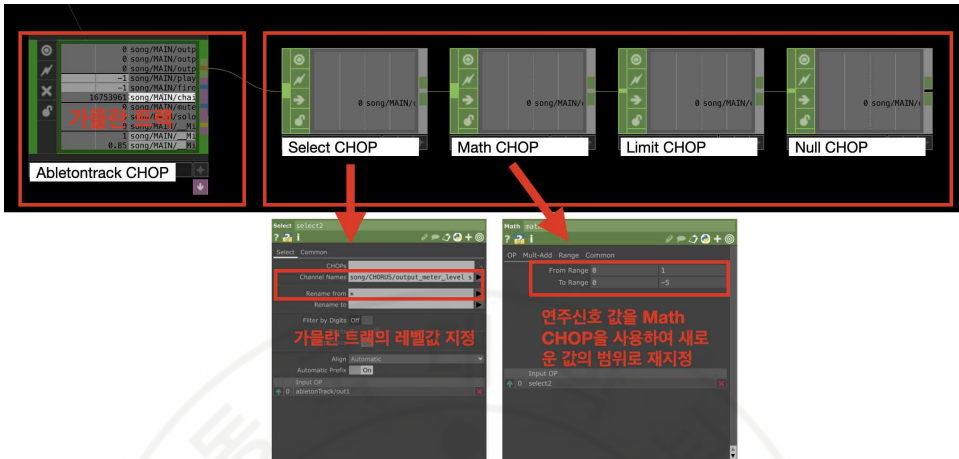 0 song/MAIN/outp
0 song/MAIN/outp
0 song/MAIN/outp
-1 song/MAIN/play
-1 song/MAIN/fire
16753961 song/MAIN/chai
0 song/MAIN/mute
song/MAIN/solo
song/MAIN/__Mi
1 song/MAIN/__Mi
0.85 song/MAIN/__Mi
가믈란 트랙
Abletontrack CHOP
0 song/MAIN/
Select CHOP
0 song/MAIN/
Math CHOP
0 song/MAIN/
Limit CHOP
0 song/MAIN/
Null CHOP
Select select2
? i
Select Common
CHOPs
Channel Names song/CHORUS/output_meter_level s
Rename from *
Rename to
Filter by Digits Off
가믈란 트랙의 레벨값 지정
Align Automatic
Automatic Prefix On
Input OP
0 abletonTrack/out1
Math
? i
OP Mult-Add Range Common
From Range 0 1
To Range 0 -5
연주신호 값을 Math
CHOP을 사용하여 새로
운 값의 범위로 재지정
Input OP
0 select2